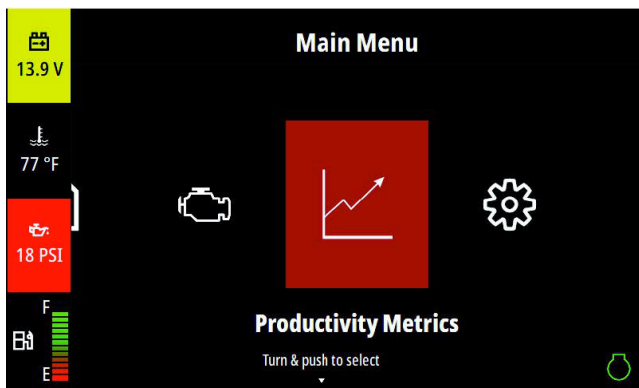 Main Menu
13.9 V
77 °F
18 PSI
F
E
Productivity Metrics
Turn & push to select